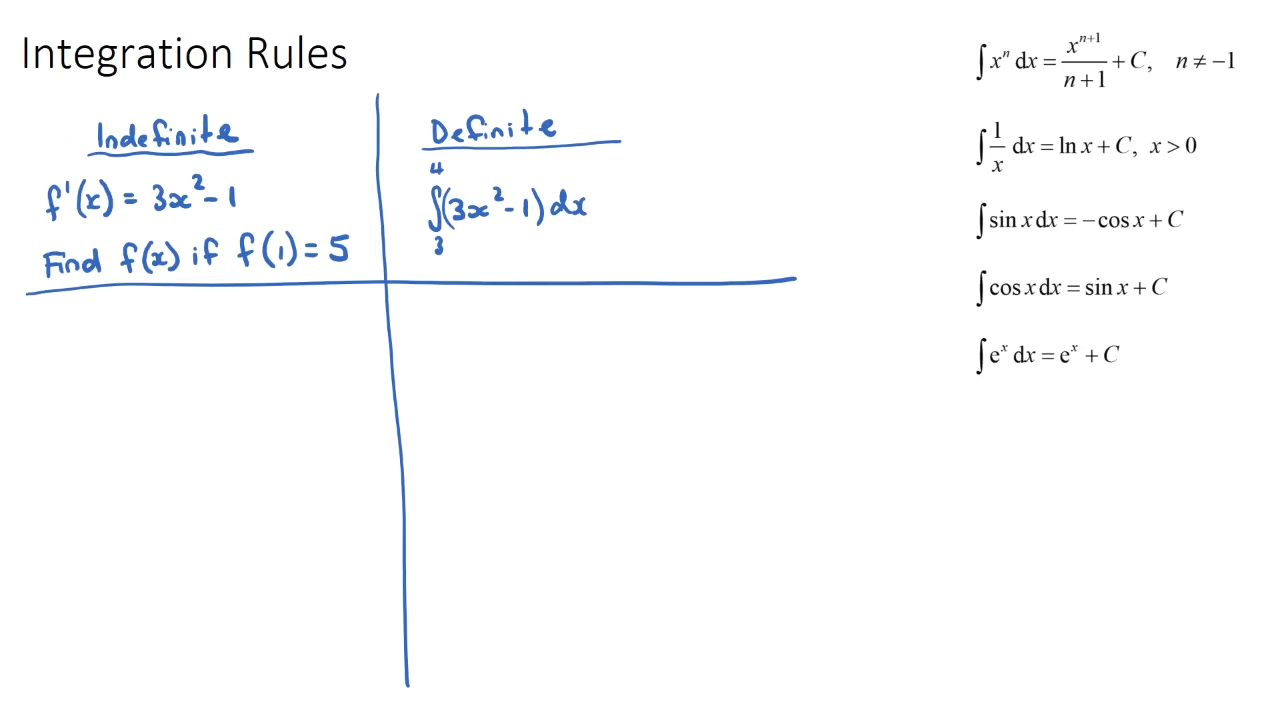 Integration Rules
Indefinite
f'(x) = 3x² - 1
Find f(x) if f(1) = 5
Definite
∫₃⁴(3x² - 1) dx
∫xⁿ dx = xⁿ⁺¹/(n+1) + C, n ≠ −1
∫1/x dx = ln x + C, x > 0
∫sin x dx = −cos x + C
∫cos x dx = sin x + C
∫eˣ dx = eˣ + C